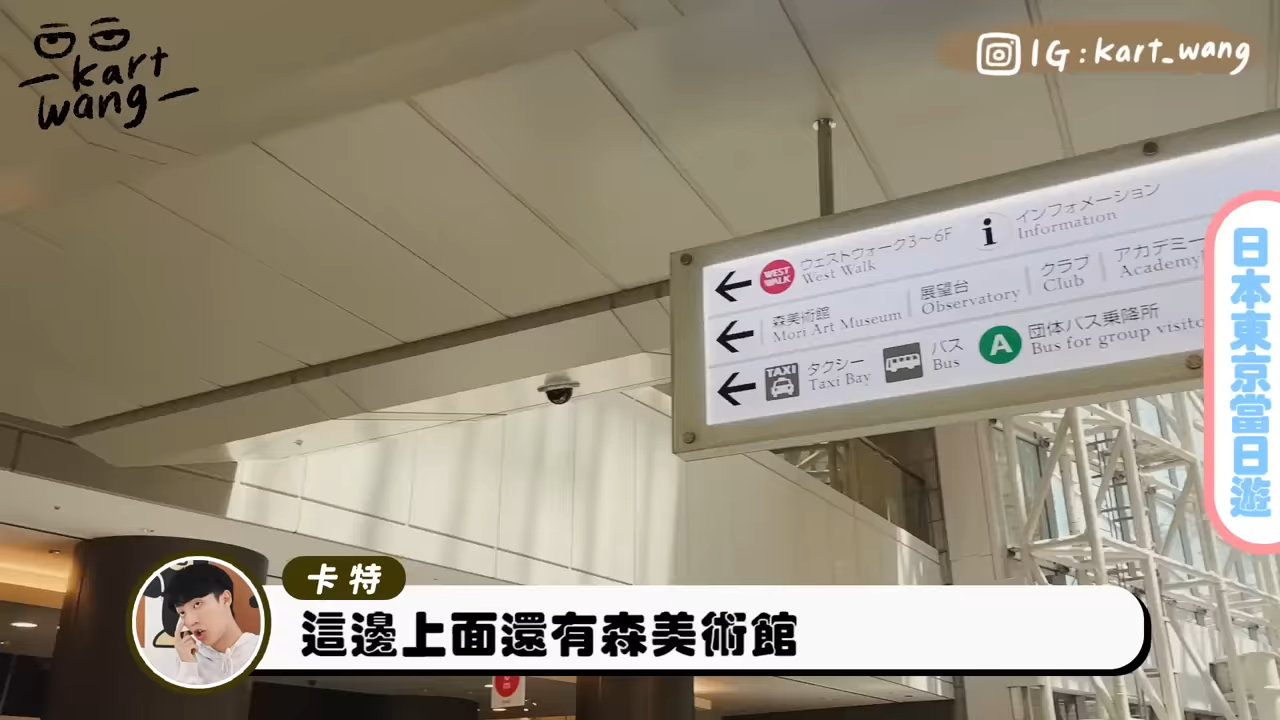 kart
wang
IG:kart_wang
WEST WALK
ウェストウォーク3～6F
West Walk
i
インフォメーション
Information
森美術館
Mori Art Museum
展望台
Observatory
クラブ
Club
アカデミー
Academy
TAXI
タクシー
Taxi Bay
バス
Bus
A
団体バス乗降所
Bus for group
日本東京當日遊
卡特
這邊上面還有森美術館